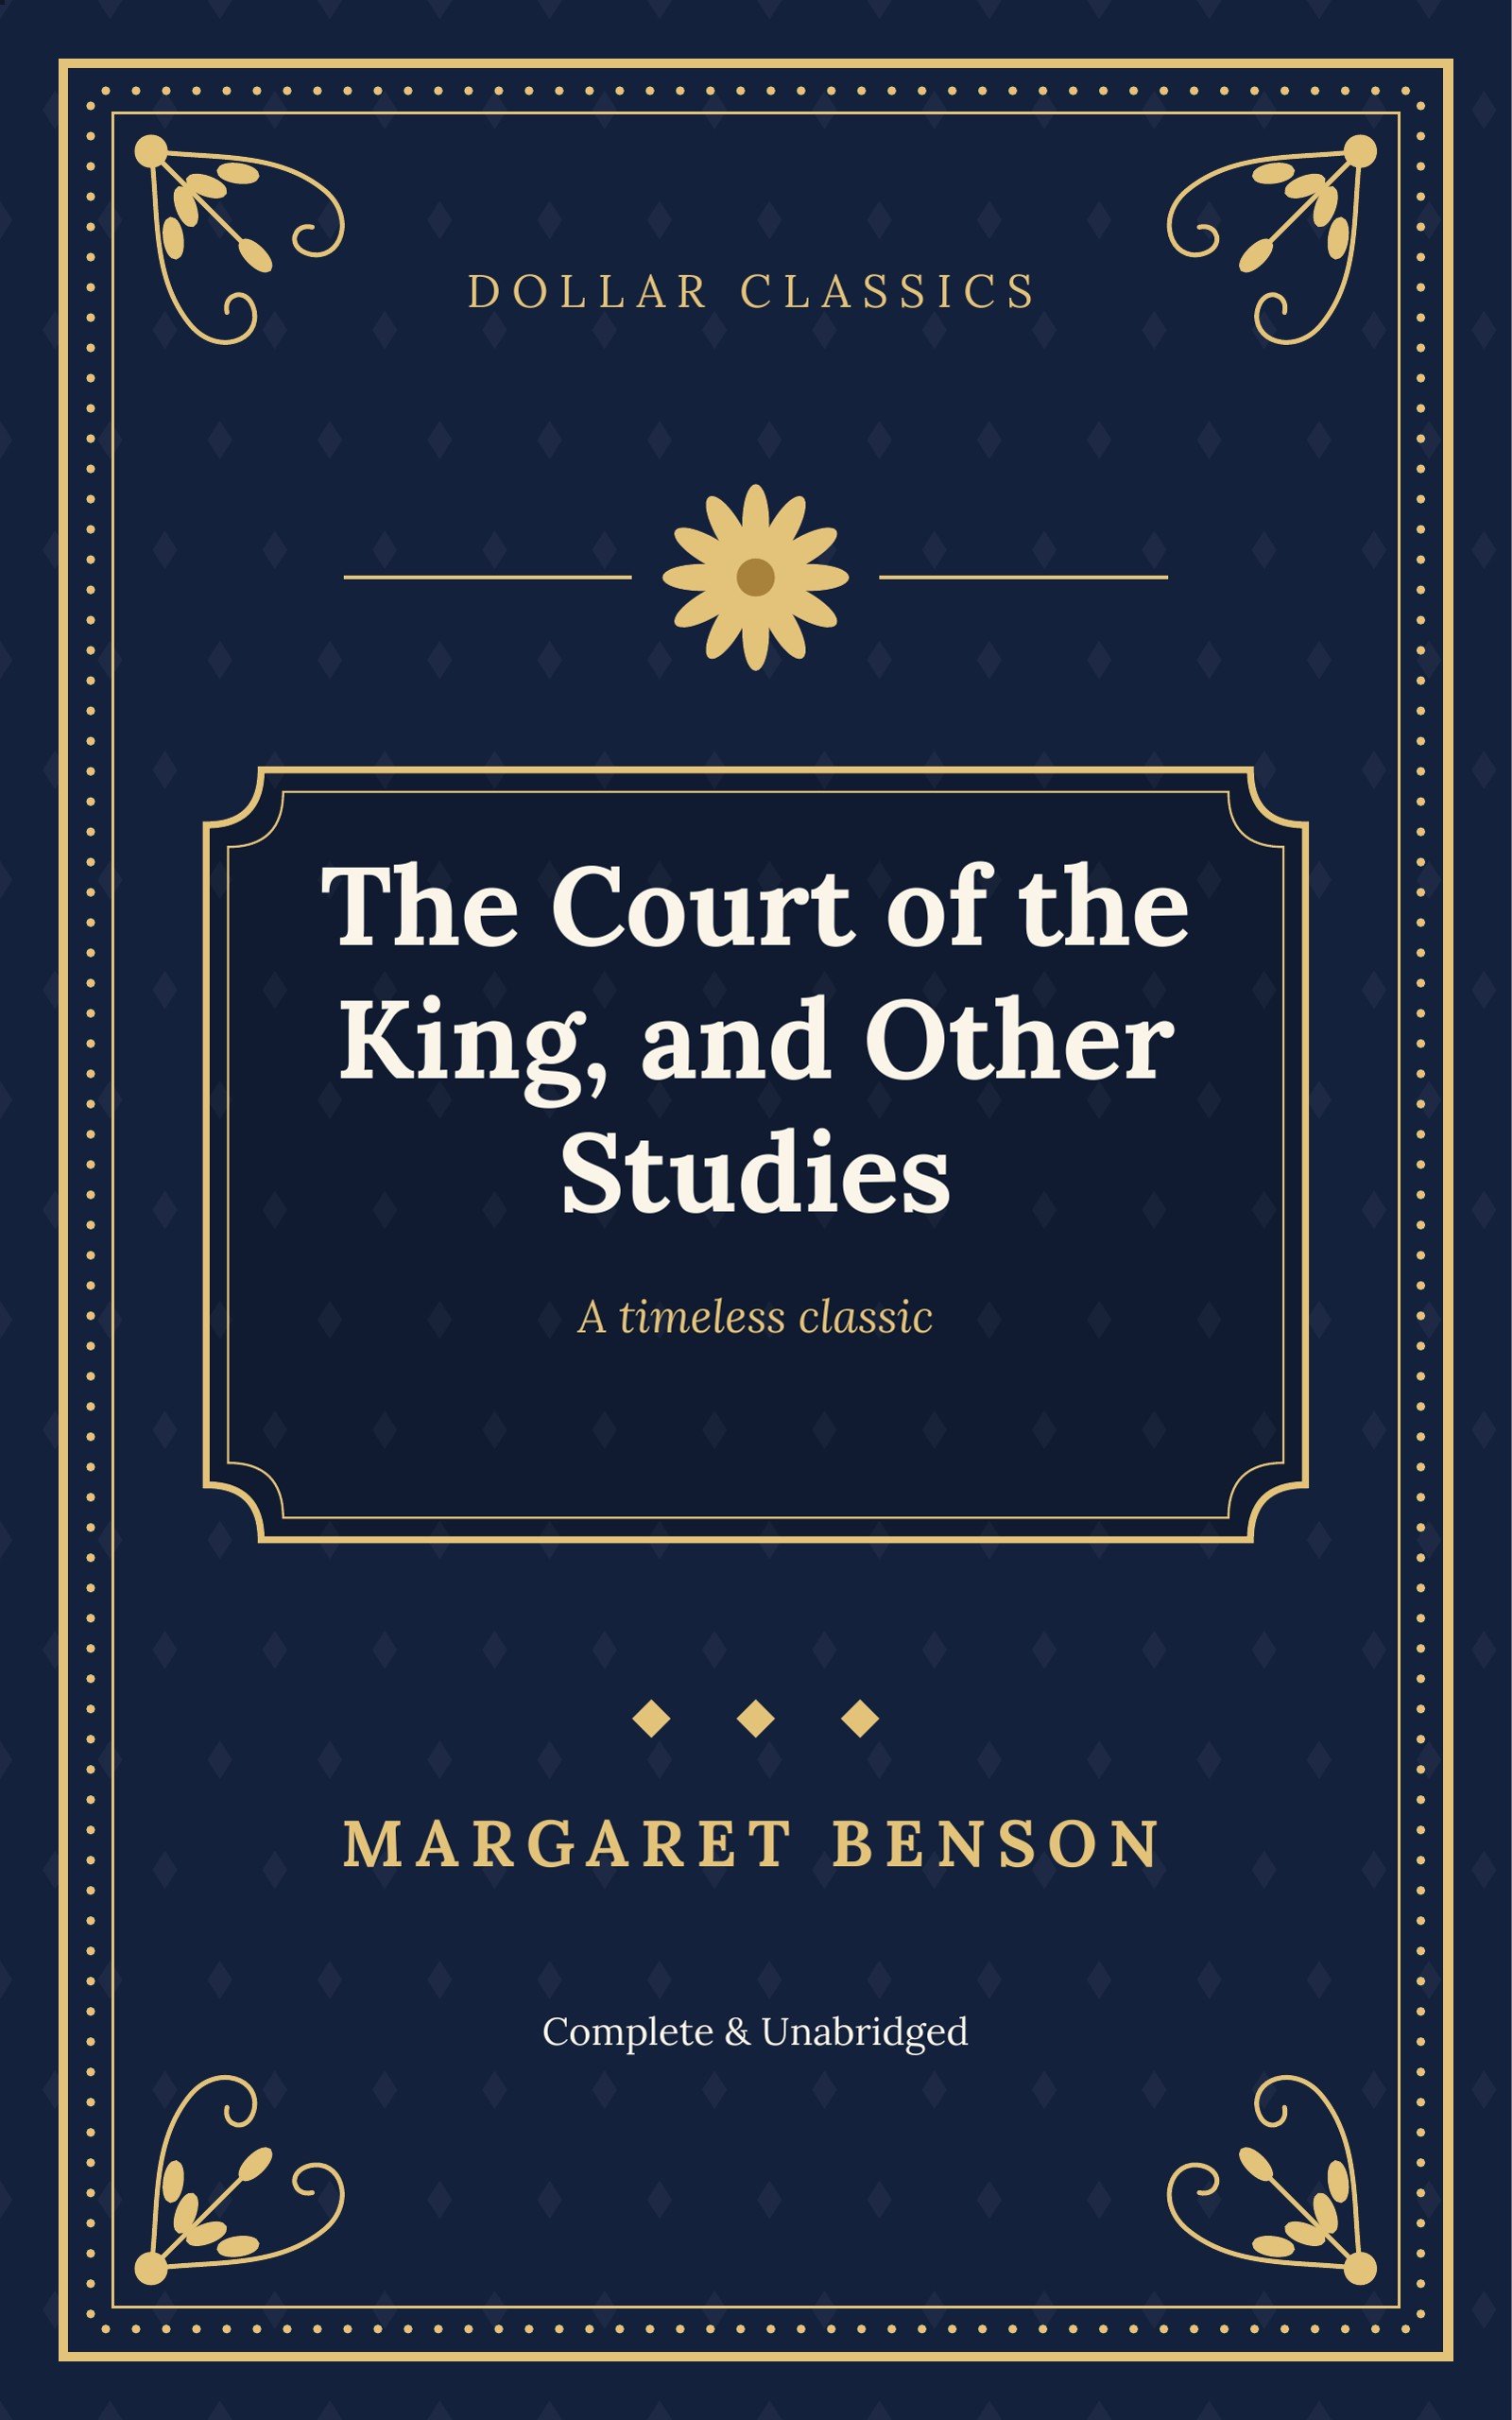 DOLLAR CLASSICS
The Court of the
King, and Other
Studies
A timeless classic
MARGARET BENSON
Complete & Unabridged